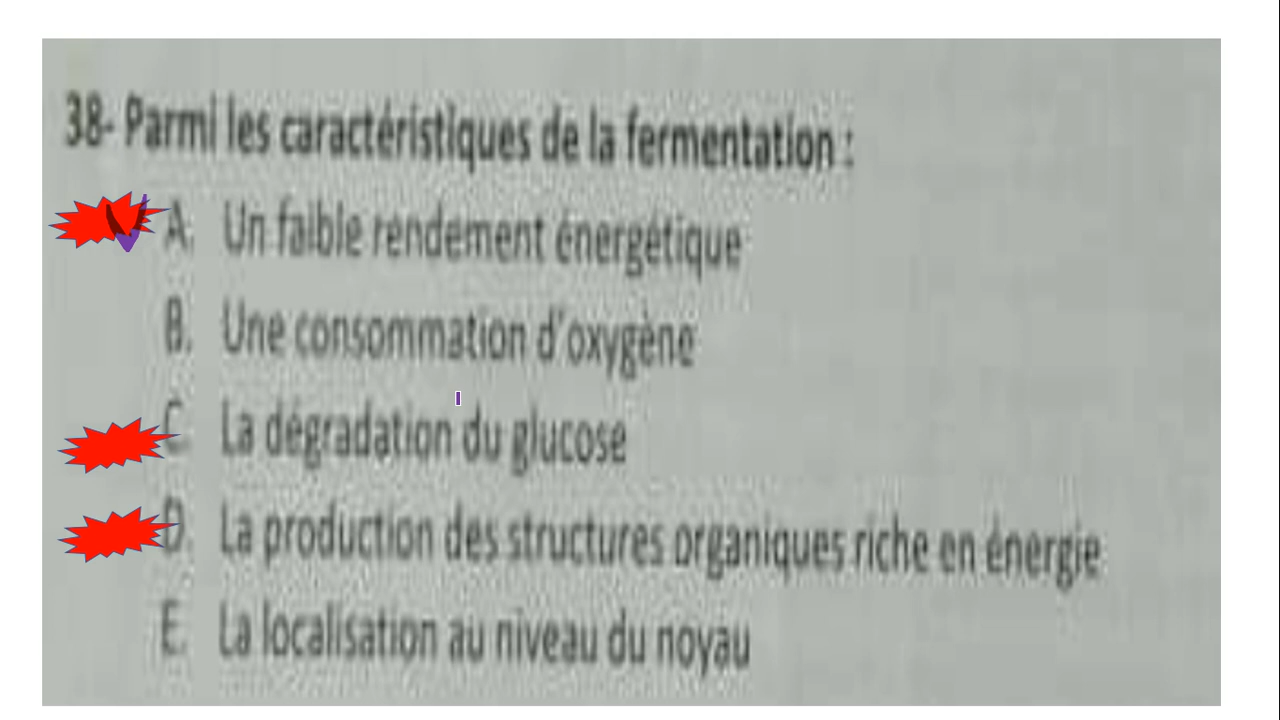 38- Parmi les caractéristiques de la fermentation :
A. Un faible rendement énergétique
B. Une consommation d'oxygène
C. La dégradation du glucose
D. La production des structures organiques riche en énergie
E. La localisation au niveau du noyau